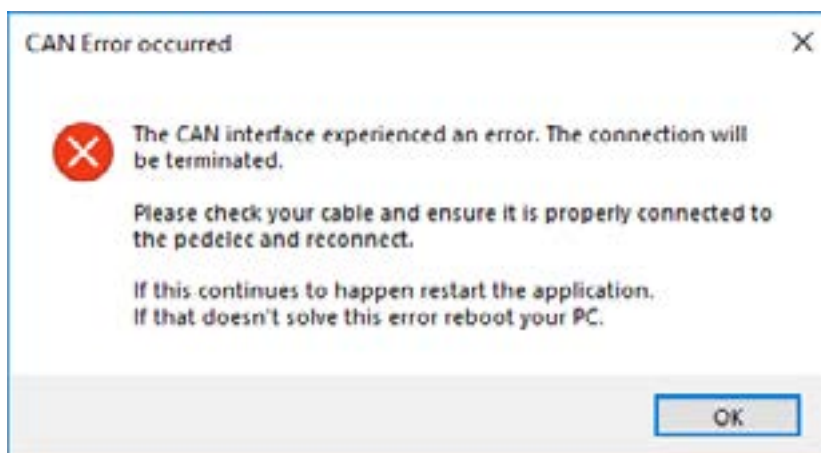 CAN Error occurred
The CAN interface experienced an error. The connection will
be terminated.
Please check your cable and ensure it is properly connected to
the pedelec and reconnect.
If this continues to happen restart the application.
If that doesn't solve this error reboot your PC.
OK